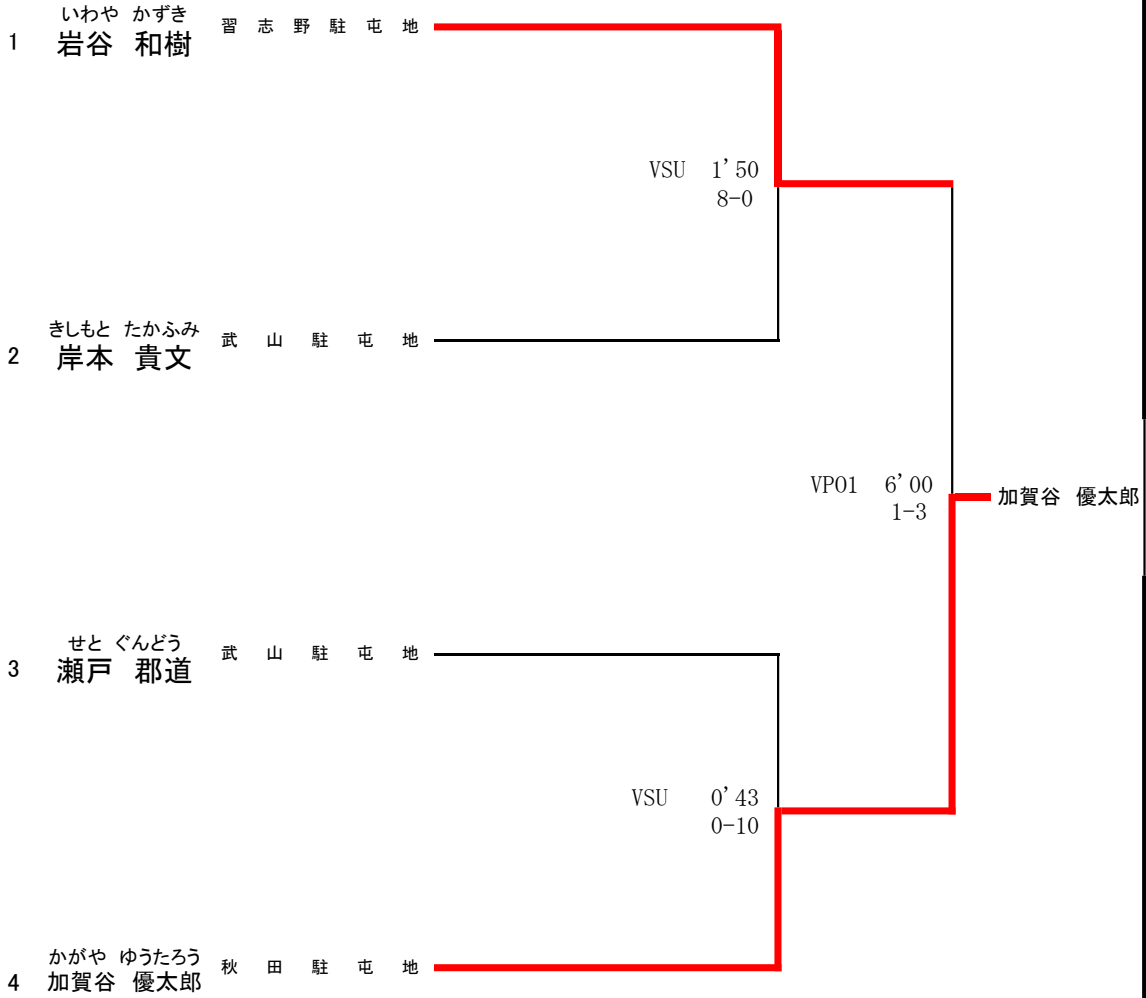 いわや かずき
1 岩谷 和樹 習志野駐屯地
VSU 1'50
8-0
きしもと たかふみ
2 岸本 貴文 武山駐屯地
VPO1 6'00
1-3
加賀谷 優太郎
せと ぐんどう
3 瀬戸 郡道 武山駐屯地
VSU 0'43
0-10
かがや ゆうたろう
4 加賀谷 優太郎 秋田駐屯地